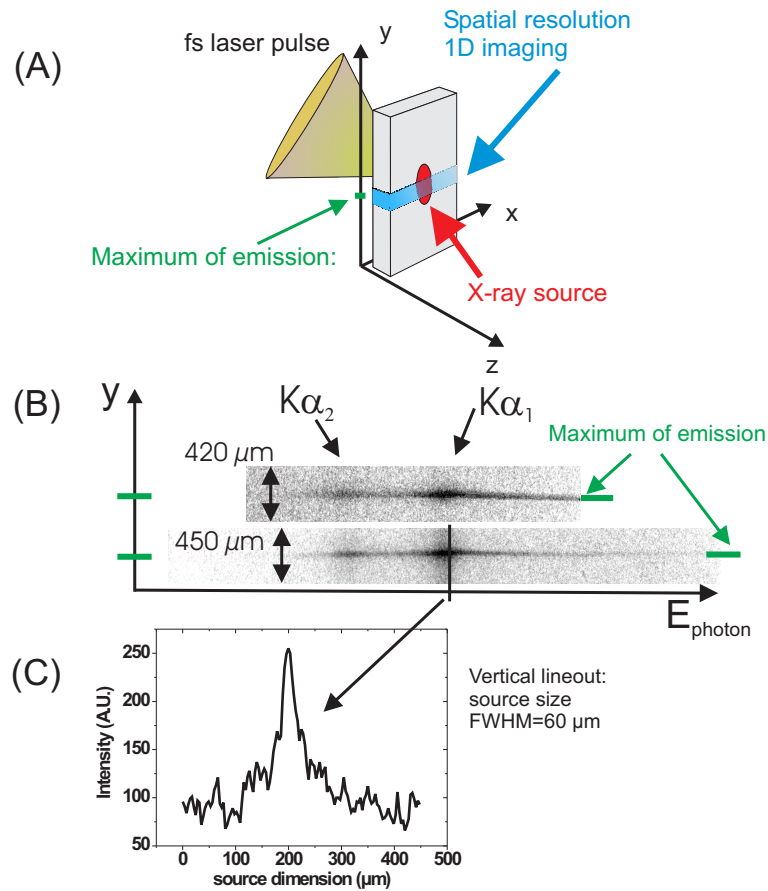 (A)
fs laser pulse
y
Spatial resolution
1D imaging
x
Maximum of emission:
X-ray source
z
(B)
y
Kα₂
Kα₁
Maximum of emission
420 µm
450 µm
E_photon
(C)
250
200
150
100
50
Intensity (A.U.)
0 100 200 300 400 500
source dimension (µm)
Vertical lineout:
source size
FWHM=60 µm